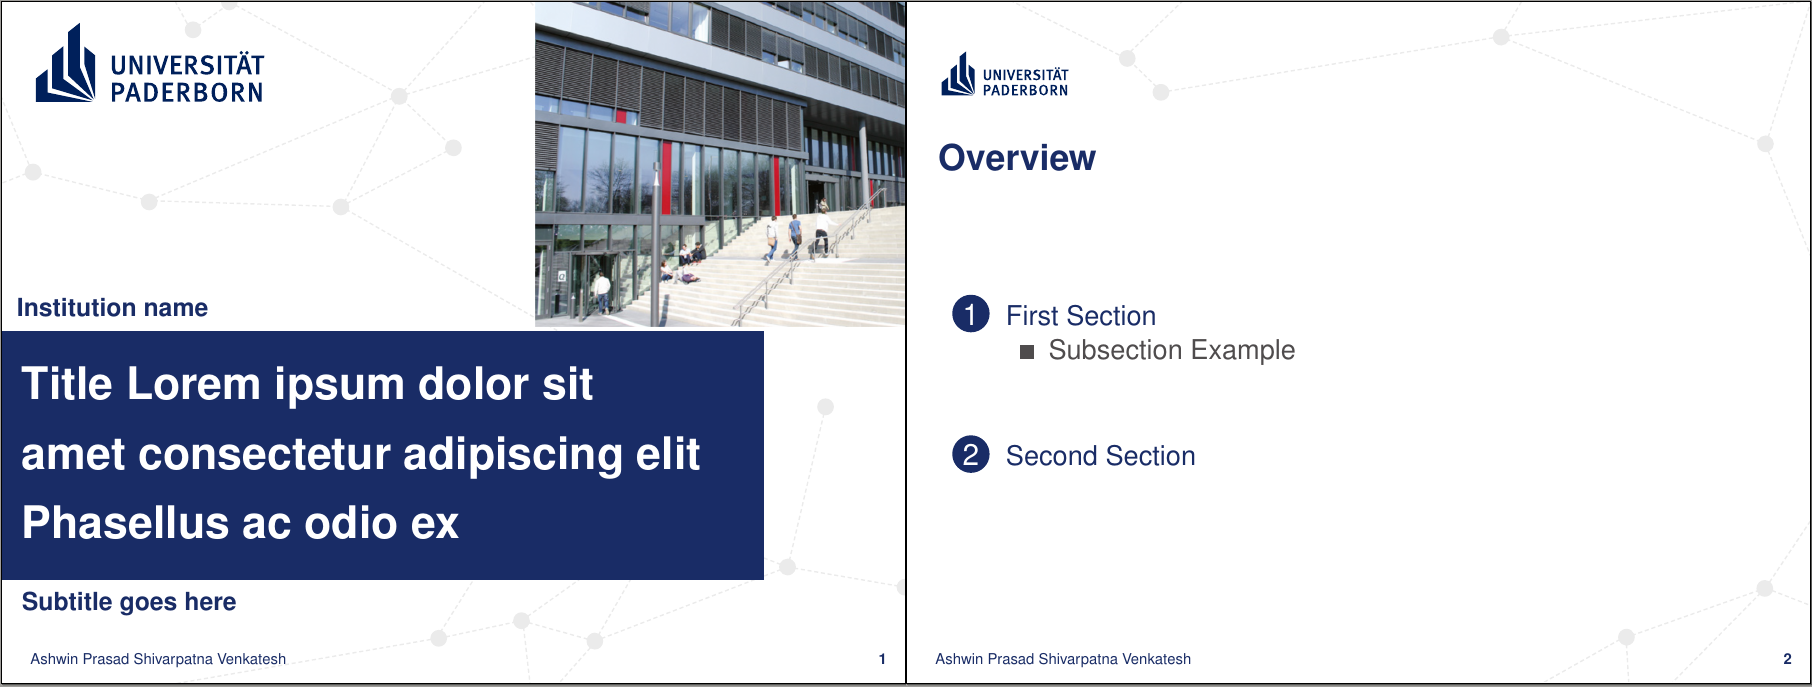 UNIVERSITÄT
PADERBORN
Institution name
Title Lorem ipsum dolor sit
amet consectetur adipiscing elit
Phasellus ac odio ex
Subtitle goes here
Ashwin Prasad Shivarpatna Venkatesh
1
UNIVERSITÄT
PADERBORN
Overview
1 First Section
Subsection Example
2 Second Section
Ashwin Prasad Shivarpatna Venkatesh
2